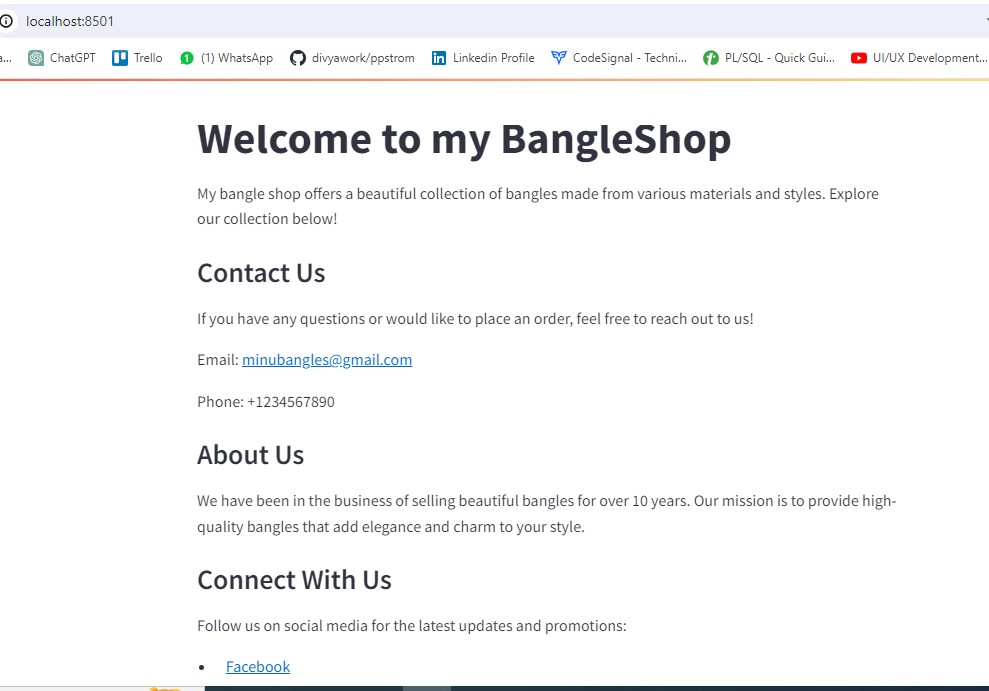 localhost:8501
a... ChatGPT Trello (1) WhatsApp divyawork/ppstrom Linkedin Profile CodeSignal - Techni... PL/SQL - Quick Gui... UI/UX Development...
Welcome to my BangleShop
My bangle shop offers a beautiful collection of bangles made from various materials and styles. Explore
our collection below!
Contact Us
If you have any questions or would like to place an order, feel free to reach out to us!
Email: minubangles@gmail.com
Phone: +1234567890
About Us
We have been in the business of selling beautiful bangles for over 10 years. Our mission is to provide high-
quality bangles that add elegance and charm to your style.
Connect With Us
Follow us on social media for the latest updates and promotions:
• Facebook